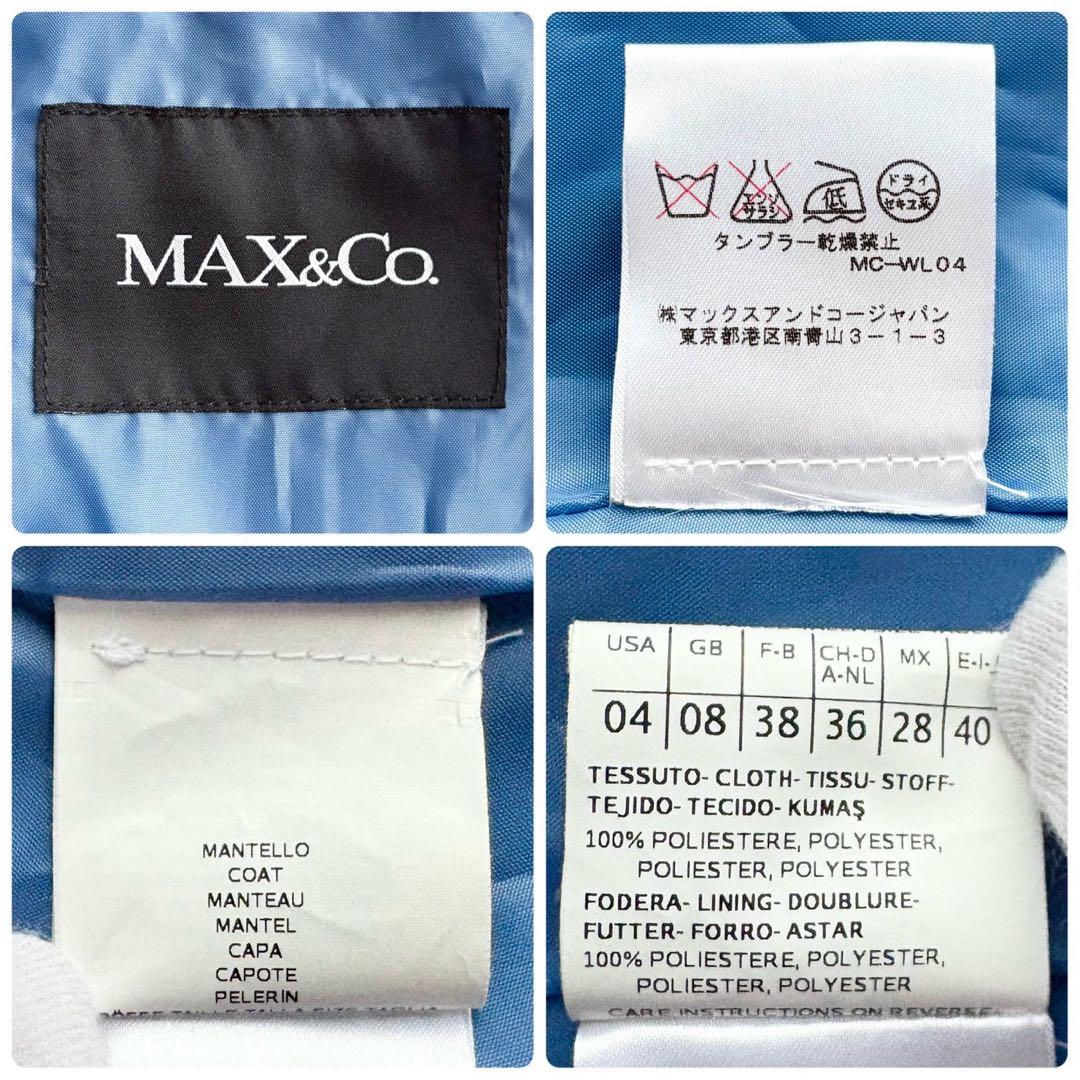 MAX&Co.
エンソ
サラシ
低
ドライ
セキユ系
タンブラー乾燥禁止
MC-WL04
㈱マックスアンドコージャパン
東京都港区南青山3-1-3
MANTELLO
COAT
MANTEAU
MANTEL
CAPA
CAPOTE
PELERIN
USA GB F-B CH-D A-NL MX E-I-
04 08 38 36 28 40
TESSUTO- CLOTH- TISSU- STOFF-
TEJIDO- TECIDO- KUMAŞ
100% POLIESTERE, POLYESTER,
POLIESTER, POLYESTER
FODERA- LINING- DOUBLURE-
FUTTER- FORRO- ASTAR
100% POLIESTERE, POLYESTER,
POLIESTER, POLYESTER
CARE INSTRUCTIONS ON REVERSE